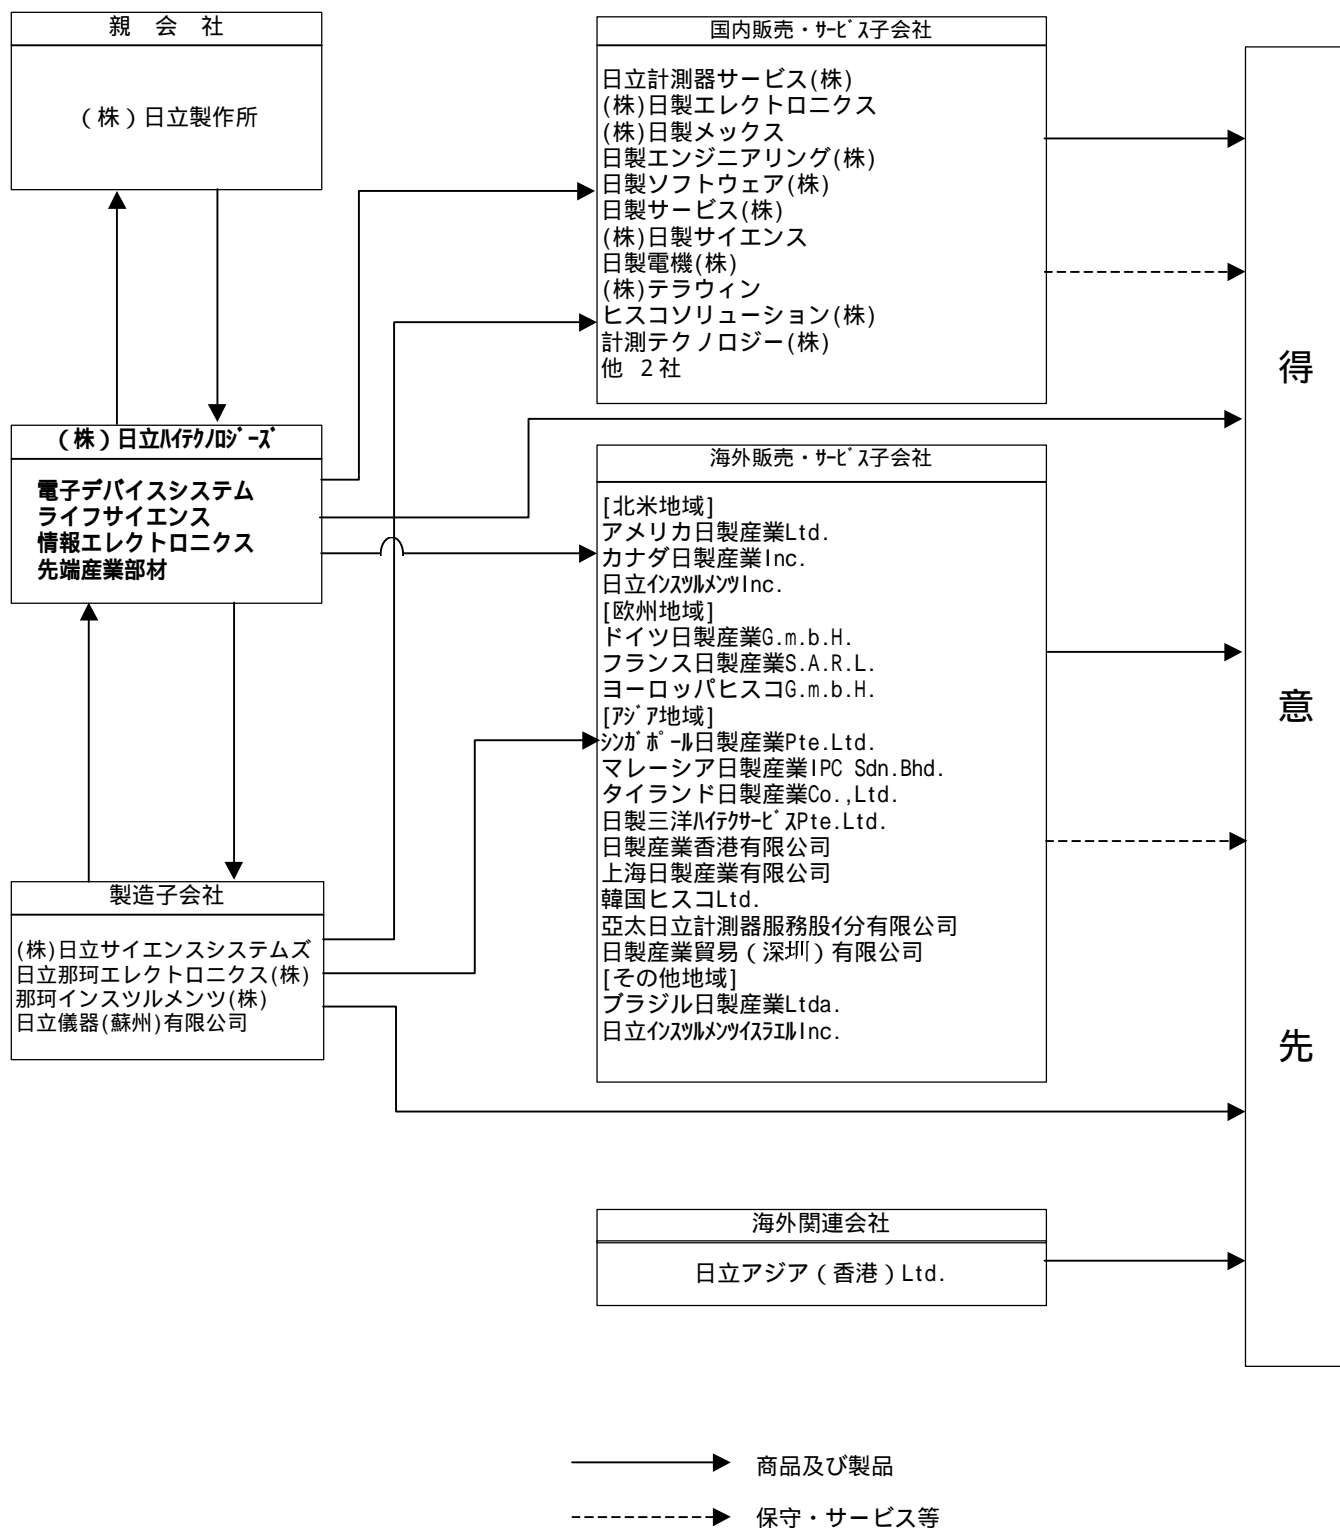 親 会 社
(株)日立製作所
(株)日立ハイテクノロジーズ
電子デバイスシステム
ライフサイエンス
情報エレクトロニクス
先端産業部材
製造子会社
(株)日立サイエンスシステムズ
日立那珂エレクトロニクス(株)
那珂インスツルメンツ(株)
日立儀器(蘇州)有限公司
国内販売・サービス子会社
日立計測器サービス(株)
(株)日製エレクトロニクス
(株)日製メックス
日製エンジニアリング(株)
日製ソフトウェア(株)
日製サービス(株)
(株)日製サイエンス
日製電機(株)
(株)テラウィン
ヒスコソリューション(株)
計測テクノロジー(株)
他 2社
海外販売・サービス子会社
[北米地域]
アメリカ日製産業Ltd.
カナダ日製産業Inc.
日立インスツルメンツInc.
[欧州地域]
ドイツ日製産業G.m.b.H.
フランス日製産業S.A.R.L.
ヨーロッパヒスコG.m.b.H.
[アジア地域]
シンガポール日製産業Pte.Ltd.
マレーシア日製産業IPC Sdn.Bhd.
タイランド日製産業Co.,Ltd.
日製三洋ハイテクサービスPte.Ltd.
日製産業香港有限公司
上海日製産業有限公司
韓国ヒスコLtd.
亞太日立計測器服務股イ分有限公司
日製産業貿易(深圳)有限公司
[その他地域]
ブラジル日製産業Ltda.
日立インスツルメンツイスラエルInc.
海外関連会社
日立アジア(香港)Ltd.
得
意
先
商品及び製品
保守・サービス等